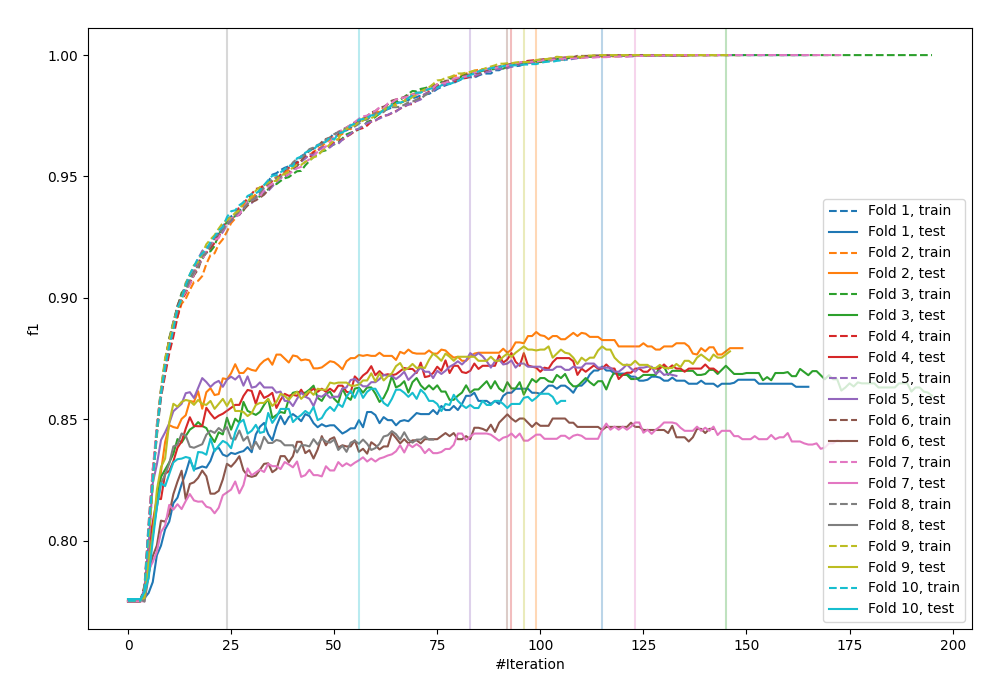 1.00
0.95
0.90
0.85
0.80
f1
0
25
50
75
100
125
150
175
200
#Iteration
Fold 1, train
Fold 1, test
Fold 2, train
Fold 2, test
Fold 3, train
Fold 3, test
Fold 4, train
Fold 4, test
Fold 5, train
Fold 5, test
Fold 6, train
Fold 6, test
Fold 7, train
Fold 7, test
Fold 8, train
Fold 8, test
Fold 9, train
Fold 9, test
Fold 10, train
Fold 10, test